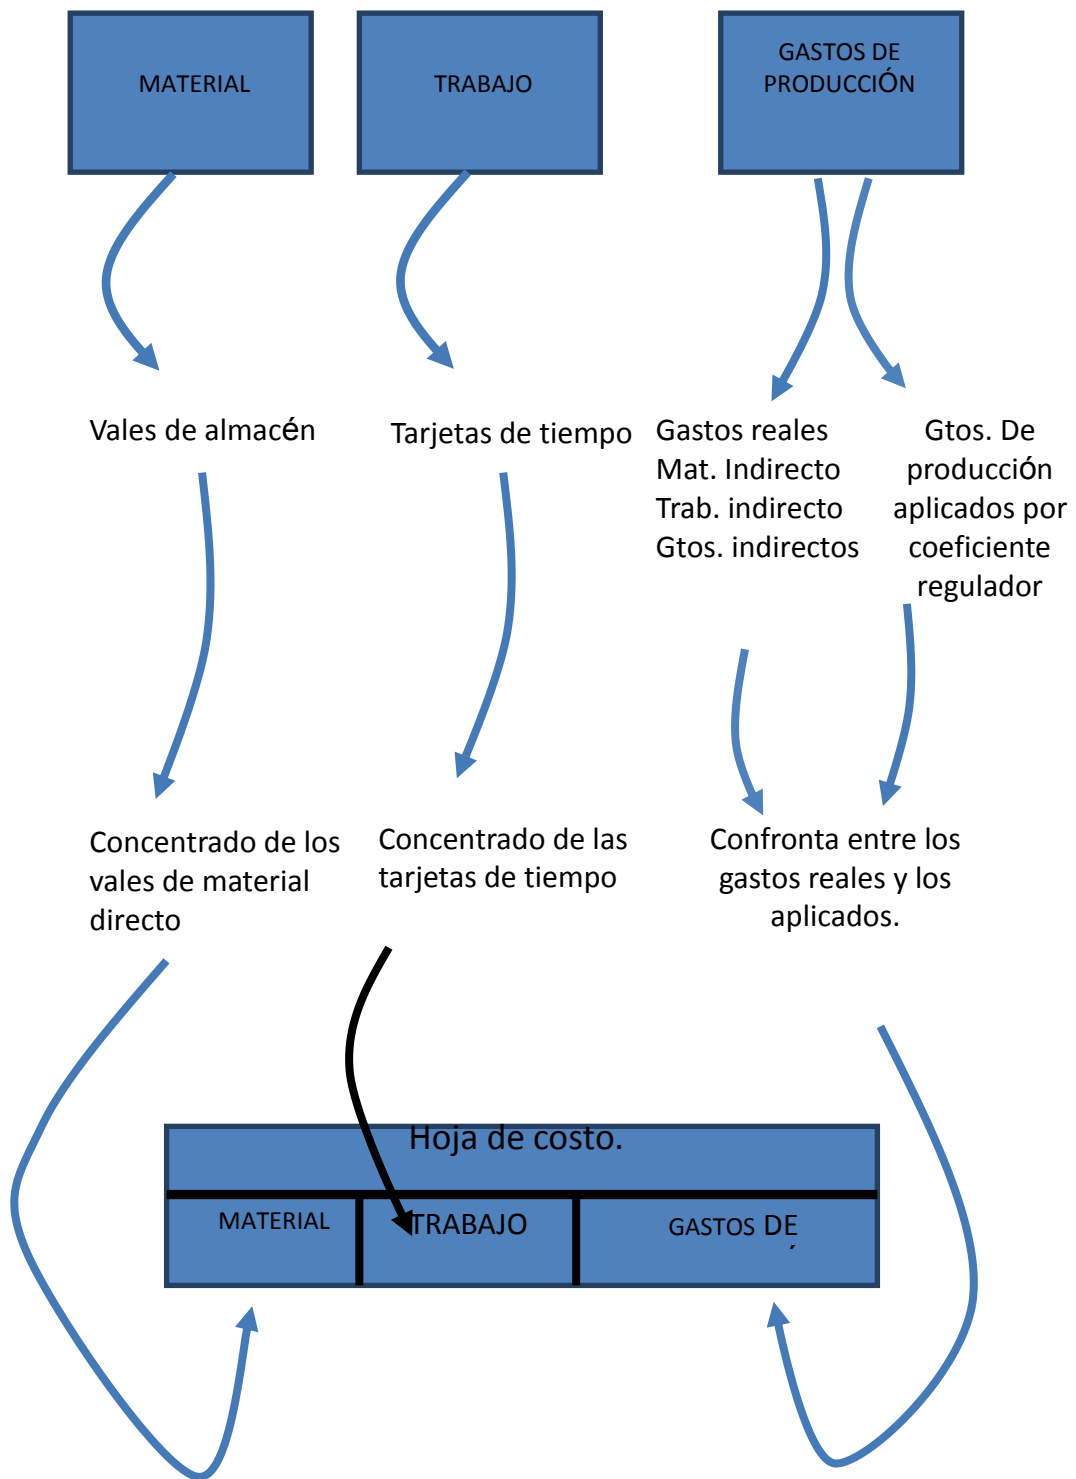 MATERIAL
TRABAJO
GASTOS DE
PRODUCCIÓN
Vales de almacén
Tarjetas de tiempo
Gastos reales
Mat. Indirecto
Trab. indirecto
Gtos. indirectos
Gtos. De
producción
aplicados por
coeficiente
regulador
Concentrado de los
vales de material
directo
Concentrado de las
tarjetas de tiempo
Confronta entre los
gastos reales y los
aplicados.
Hoja de costo.
MATERIAL
TRABAJO
GASTOS DE